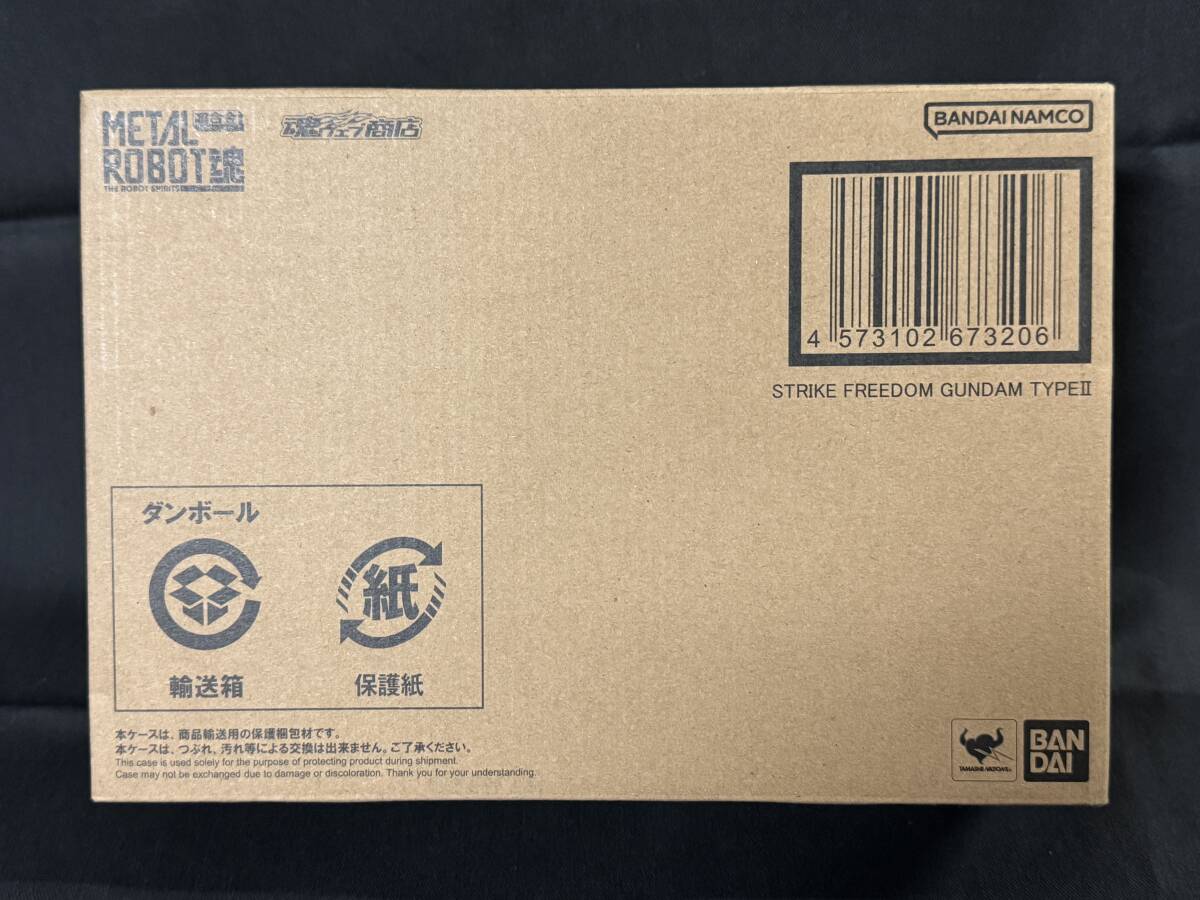 METAL
ROBOT魂
THE ROBOT SPIRITS
魂ウェブ商店
BANDAI NAMCO
4 573102 673206
STRIKE FREEDOM GUNDAM TYPEⅡ
ダンボール
紙
輸送箱
保護紙
本ケースは、商品輸送用の保護梱包材です。
本ケースは、つぶれ、汚れ等による交換は出来ません。ご了承ください。
This case is used solely for the purpose of protecting product during shipment.
Case may not be exchanged due to damage or discoloration. Thank you for your understanding.
TAMASHII NATIONS
BAN
DAI